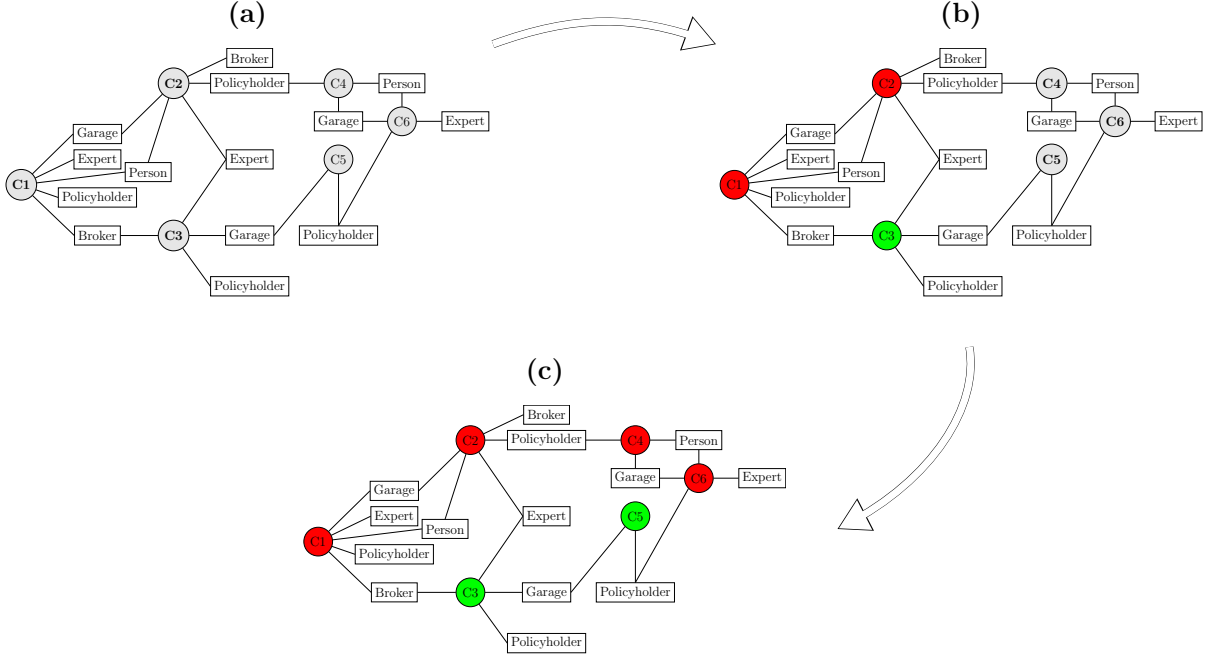 (a)
Broker
C2
Policyholder
C4
Person
Garage
C6
Expert
Garage
Expert
C5
Expert
Person
C1
Policyholder
Broker
C3
Garage
Policyholder
Policyholder
(b)
Broker
C2
Policyholder
C4
Person
Garage
C6
Expert
Garage
Expert
C5
Expert
Person
C1
Policyholder
Broker
C3
Garage
Policyholder
Policyholder
(c)
Broker
C2
Policyholder
C4
Person
Garage
C6
Expert
Garage
Expert
C5
Expert
Person
C1
Policyholder
Broker
C3
Garage
Policyholder
Policyholder